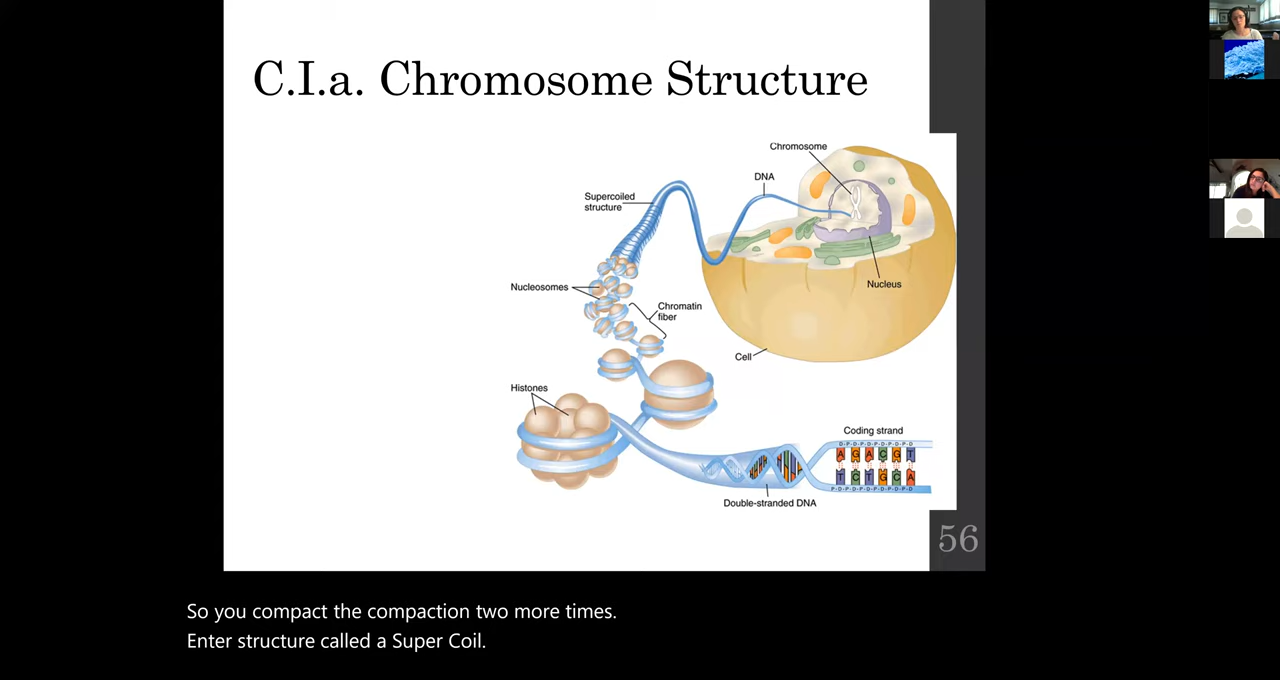 C.I.a. Chromosome Structure
Chromosome
DNA
Supercoiled
structure
Nucleosomes
Chromatin
fiber
Nucleus
Cell
Histones
Coding strand
D-P-D-P-D-P-D-P-D
A G A C G T
T C T G C A
P-D-P-D-P-D-P-D
Double-stranded DNA
56
So you compact the compaction two more times.
Enter structure called a Super Coil.